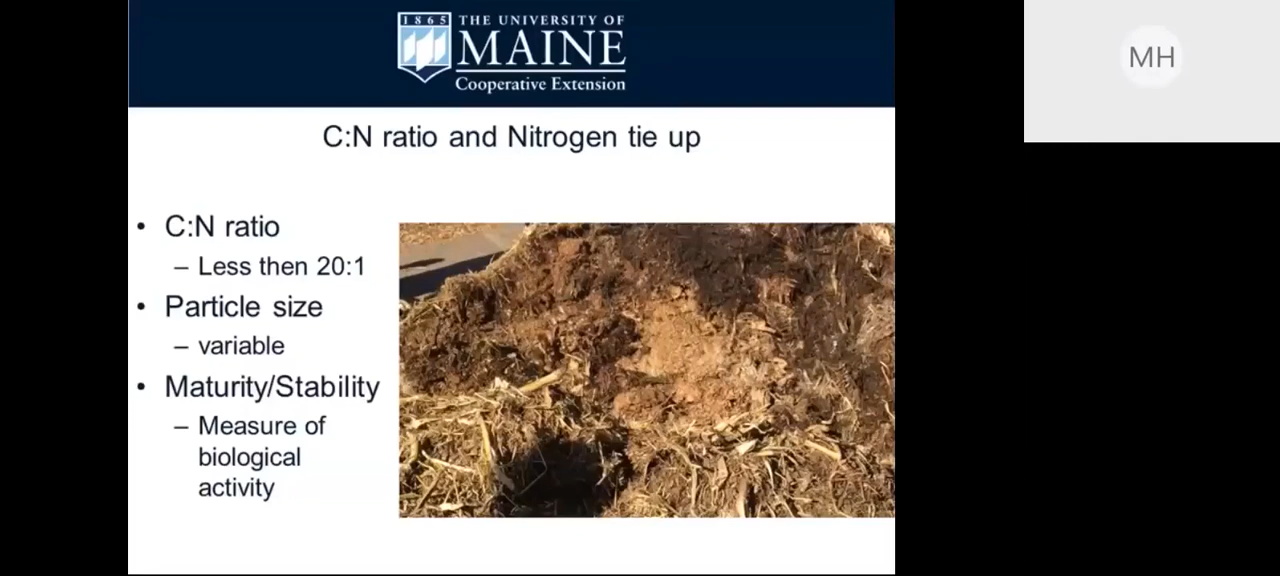 1865
THE UNIVERSITY OF
MAINE
Cooperative Extension
MH
C:N ratio and Nitrogen tie up
• C:N ratio
– Less then 20:1
• Particle size
– variable
• Maturity/Stability
– Measure of
biological
activity